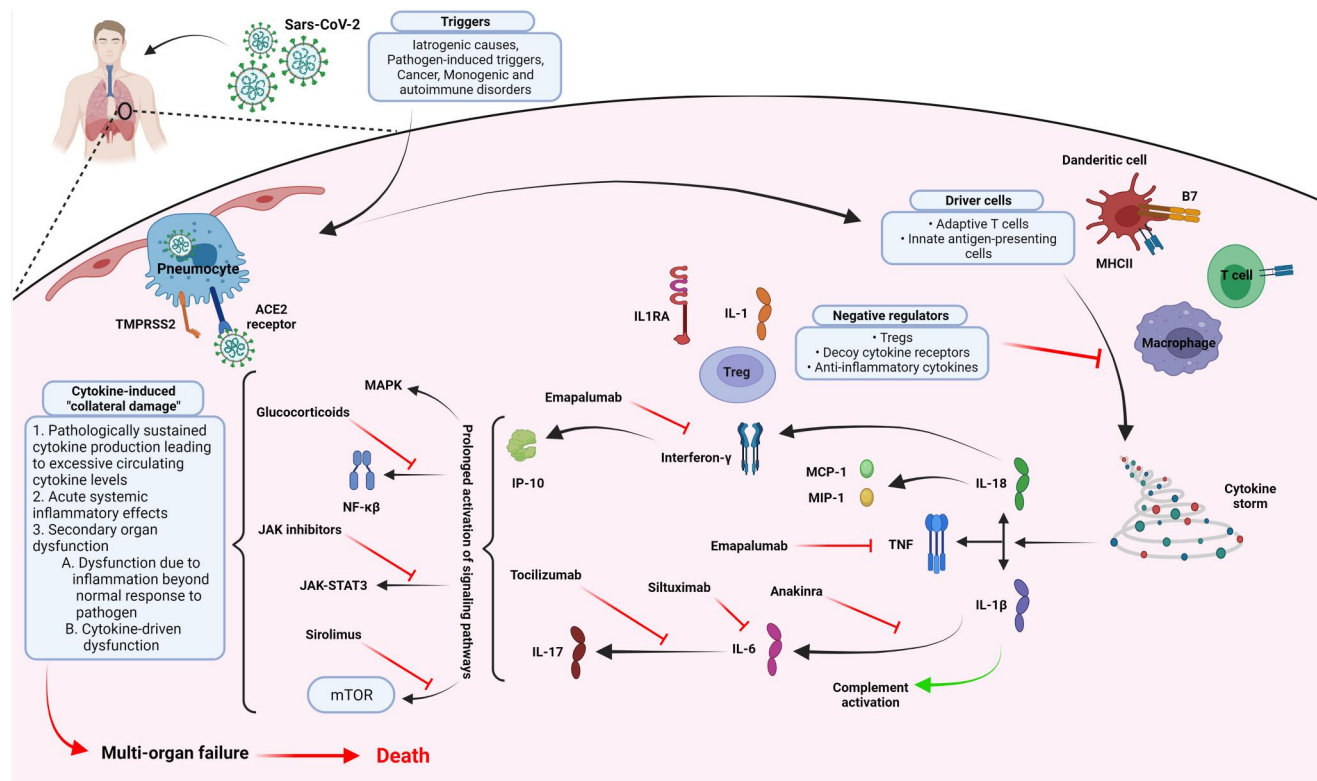 Sars-CoV-2
Triggers
Iatrogenic causes,
Pathogen-induced triggers,
Cancer, Monogenic and
autoimmune disorders
Danderitic cell
B7
MHCII
T cell
Macrophage
Driver cells
• Adaptive T cells
• Innate antigen-presenting
cells
Pneumocyte
TMPRSS2
ACE2
receptor
IL1RA
IL-1
Treg
Negative regulators
• Tregs
• Decoy cytokine receptors
• Anti-inflammatory cytokines
Cytokine-induced
"collateral damage"
1. Pathologically sustained
cytokine production leading
to excessive circulating
cytokine levels
2. Acute systemic
inflammatory effects
3. Secondary organ
dysfunction
A. Dysfunction due to
inflammation beyond
normal response to
pathogen
B. Cytokine-driven
dysfunction
MAPK
Glucocorticoids
NF-κβ
JAK inhibitors
JAK-STAT3
Sirolimus
mTOR
Prolonged activation of signaling pathways
Emapalumab
IP-10
Interferon-γ
MCP-1
MIP-1
IL-18
Cytokine
storm
Emapalumab
TNF
Tocilizumab
Siltuximab
Anakinra
IL-1β
IL-17
IL-6
Complement
activation
Multi-organ failure
Death